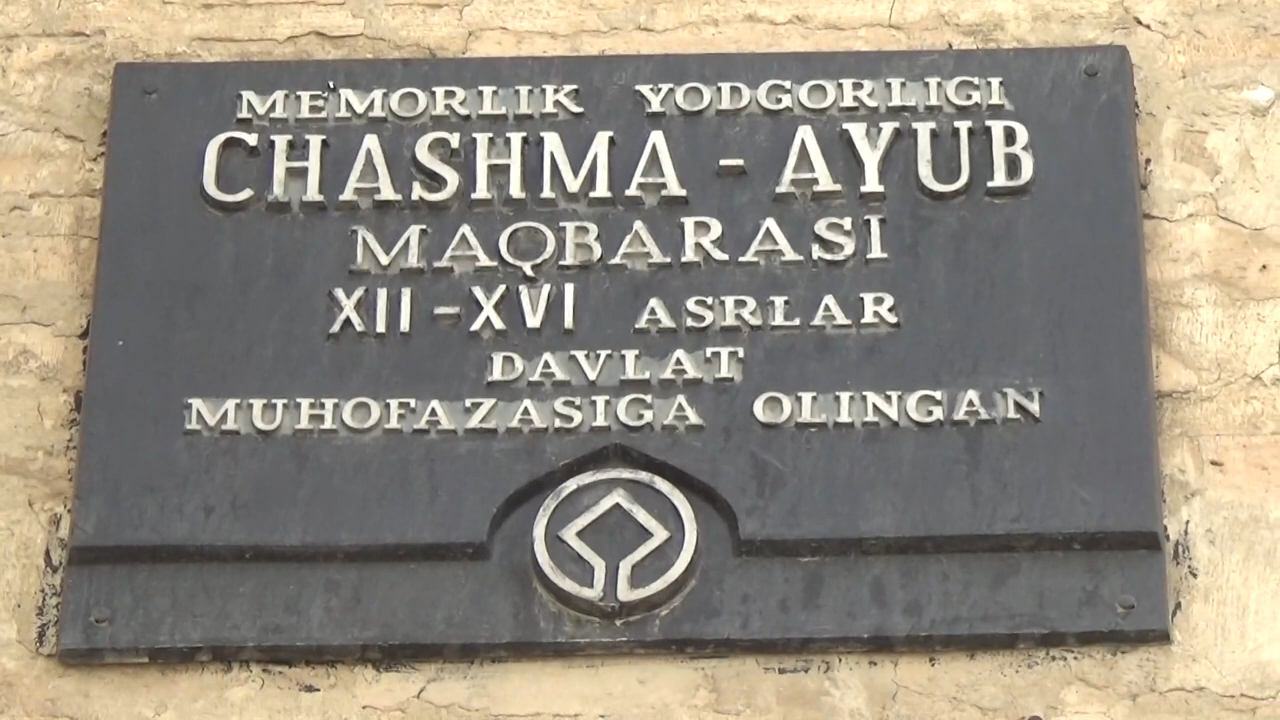 ME'MORLIK YODGORLIGI
CHASHMA - AYUB
MAQBARASI
XII - XVI ASRLAR
DAVLAT
MUHOFAZASIGA OLINGAN